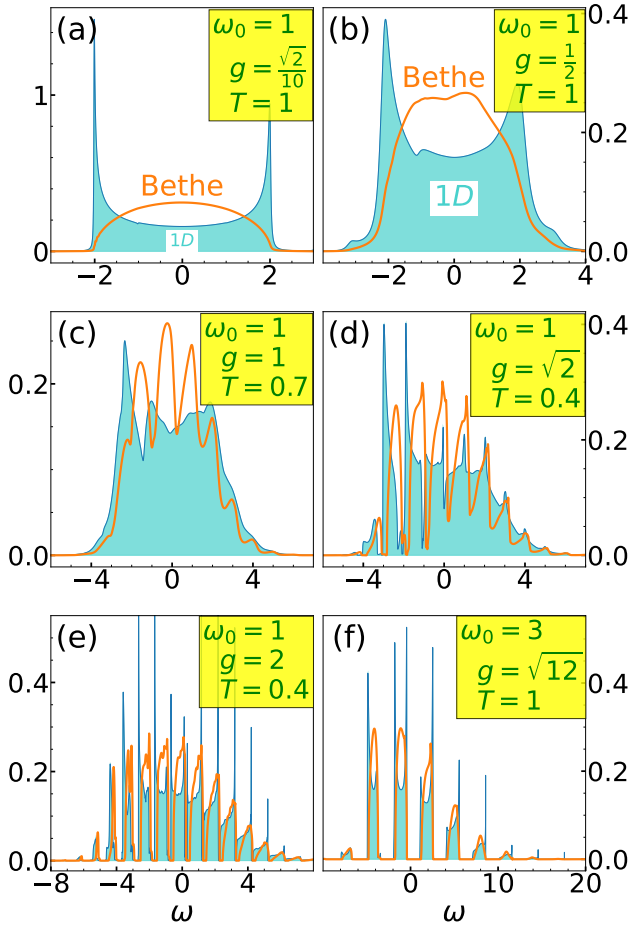 (a)
ω₀ = 1
g = √2/10
T = 1
Bethe
1D
1
0
−2 0 2
(b)
ω₀ = 1
g = 1/2
T = 1
Bethe
1D
0.4
0.2
0.0
−2 0 2 4
(c)
ω₀ = 1
g = 1
T = 0.7
0.2
0.0
−4 0 4
(d)
ω₀ = 1
g = √2
T = 0.4
0.4
0.2
0.0
−4 0 4
(e)
ω₀ = 1
g = 2
T = 0.4
0.4
0.2
0.0
−8 −4 0 4
ω
(f)
ω₀ = 3
g = √12
T = 1
0.4
0.2
0.0
0 10 20
ω